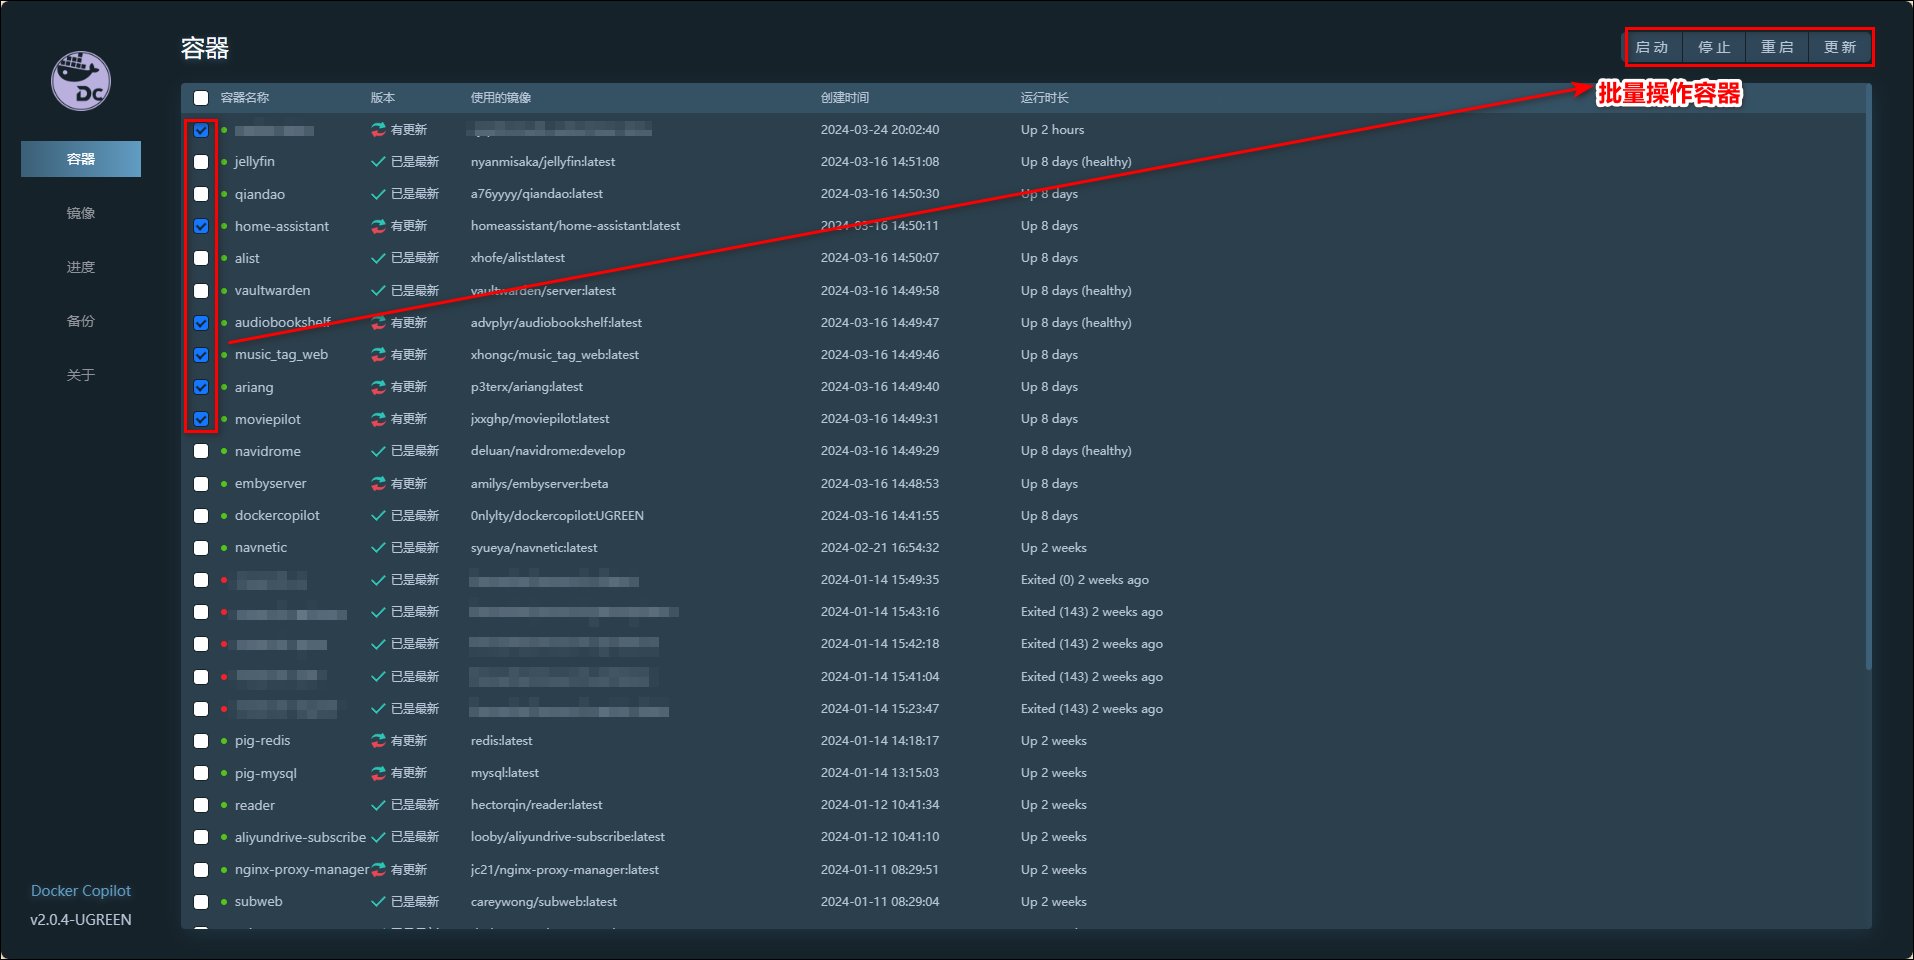 容器
启动 停止 重启 更新
批量操作容器
Dc
容器
镜像
进度
备份
关于
容器名称 版本 使用的镜像 创建时间 运行时长
有更新 2024-03-24 20:02:40 Up 2 hours
jellyfin 已是最新 nyanmisaka/jellyfin:latest 2024-03-16 14:51:08 Up 8 days (healthy)
qiandao 已是最新 a76yyyy/qiandao:latest 2024-03-16 14:50:30 Up 8 days
home-assistant 有更新 homeassistant/home-assistant:latest 2024-03-16 14:50:11 Up 8 days
alist 已是最新 xhofe/alist:latest 2024-03-16 14:50:07 Up 8 days
vaultwarden 已是最新 vaultwarden/server:latest 2024-03-16 14:49:58 Up 8 days (healthy)
audiobookshelf 有更新 advplyr/audiobookshelf:latest 2024-03-16 14:49:47 Up 8 days (healthy)
music_tag_web 有更新 xhongc/music_tag_web:latest 2024-03-16 14:49:46 Up 8 days
ariang 有更新 p3terx/ariang:latest 2024-03-16 14:49:40 Up 8 days
moviepilot 有更新 jxxghp/moviepilot:latest 2024-03-16 14:49:31 Up 8 days
navidrome 已是最新 deluan/navidrome:develop 2024-03-16 14:49:29 Up 8 days (healthy)
embyserver 有更新 amilys/embyserver:beta 2024-03-16 14:48:53 Up 8 days
dockercopilot 已是最新 0nlylty/dockercopilot:UGREEN 2024-03-16 14:41:55 Up 8 days
navnetic 已是最新 syueya/navnetic:latest 2024-02-21 16:54:32 Up 2 weeks
已是最新 2024-01-14 15:49:35 Exited (0) 2 weeks ago
已是最新 2024-01-14 15:43:16 Exited (143) 2 weeks ago
已是最新 2024-01-14 15:42:18 Exited (143) 2 weeks ago
已是最新 2024-01-14 15:41:04 Exited (143) 2 weeks ago
已是最新 2024-01-14 15:23:47 Exited (143) 2 weeks ago
pig-redis 有更新 redis:latest 2024-01-14 14:18:17 Up 2 weeks
pig-mysql 有更新 mysql:latest 2024-01-14 13:15:03 Up 2 weeks
reader 已是最新 hectorqin/reader:latest 2024-01-12 10:41:34 Up 2 weeks
aliyundrive-subscribe 已是最新 looby/aliyundrive-subscribe:latest 2024-01-12 10:41:10 Up 2 weeks
nginx-proxy-manager 有更新 jc21/nginx-proxy-manager:latest 2024-01-11 08:29:51 Up 2 weeks
subweb 已是最新 careywong/subweb:latest 2024-01-11 08:29:04 Up 2 weeks
Docker Copilot
v2.0.4-UGREEN